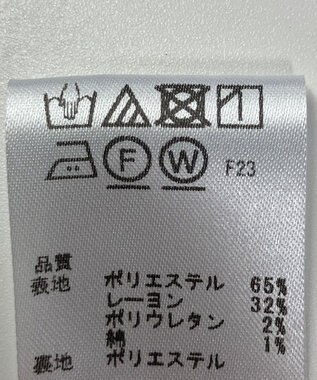 F W F23
品質
表地 ポリエステル 65%
レーヨン 32%
ポリウレタン 2%
綿 1%
裏地 ポリエステル